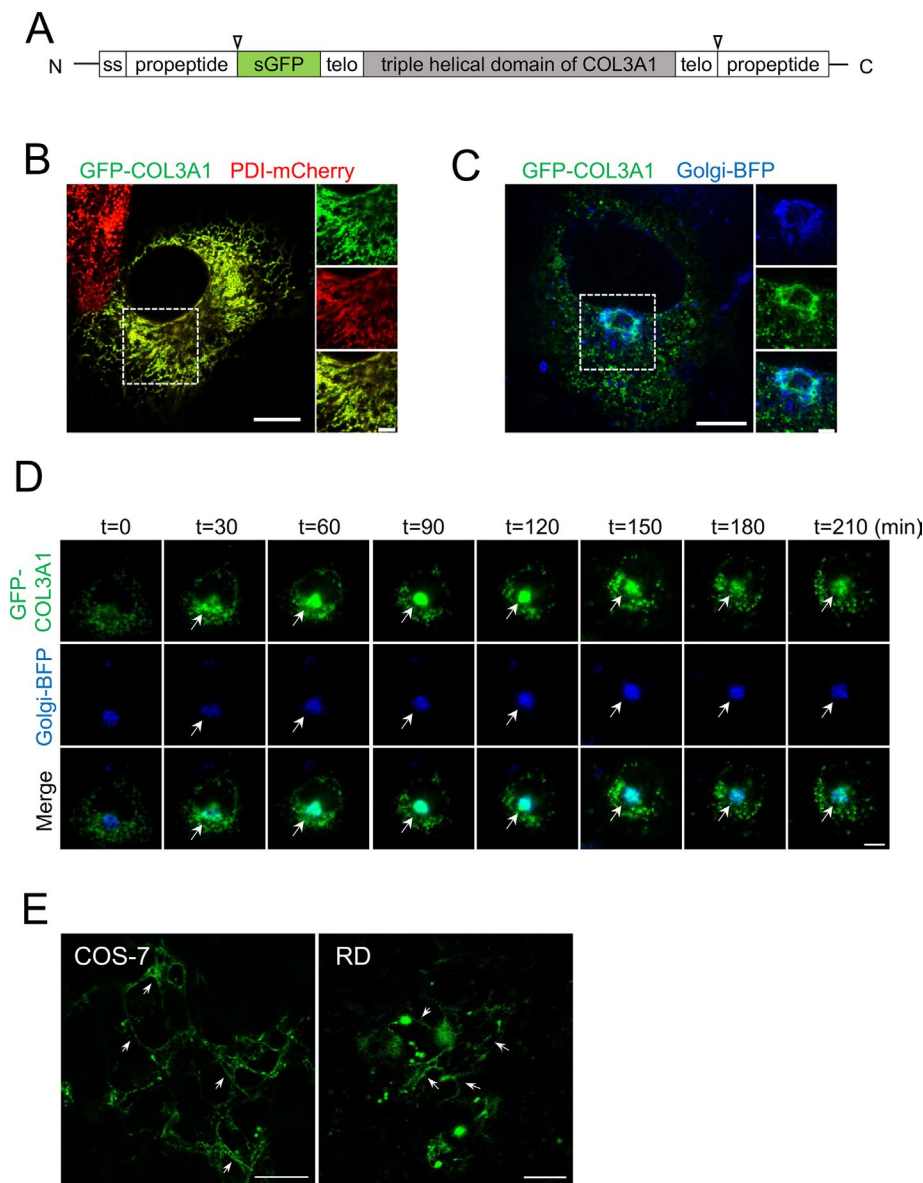 A
N ss propeptide sGFP telo triple helical domain of COL3A1 telo propeptide C
B
GFP-COL3A1 PDI-mCherry
C
GFP-COL3A1 Golgi-BFP
D
t=0 t=30 t=60 t=90 t=120 t=150 t=180 t=210 (min)
GFP-
COL3A1
Golgi-BFP
Merge
E
COS-7
RD